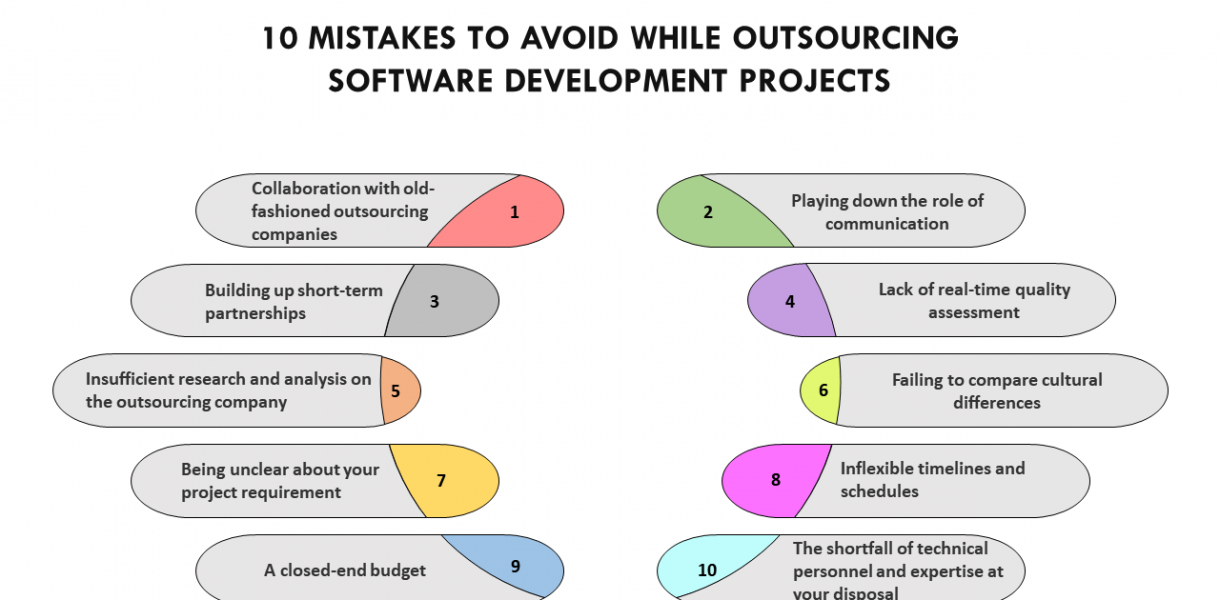 10 MISTAKES TO AVOID WHILE OUTSOURCING
SOFTWARE DEVELOPMENT PROJECTS
Collaboration with old-
fashioned outsourcing
companies
1
2
Playing down the role of
communication
Building up short-term
partnerships
3
4
Lack of real-time quality
assessment
Insufficient research and analysis on
the outsourcing company
5
6
Failing to compare cultural
differences
Being unclear about your
project requirement
7
8
Inflexible timelines and
schedules
A closed-end budget
9
10
The shortfall of technical
personnel and expertise at
your disposal